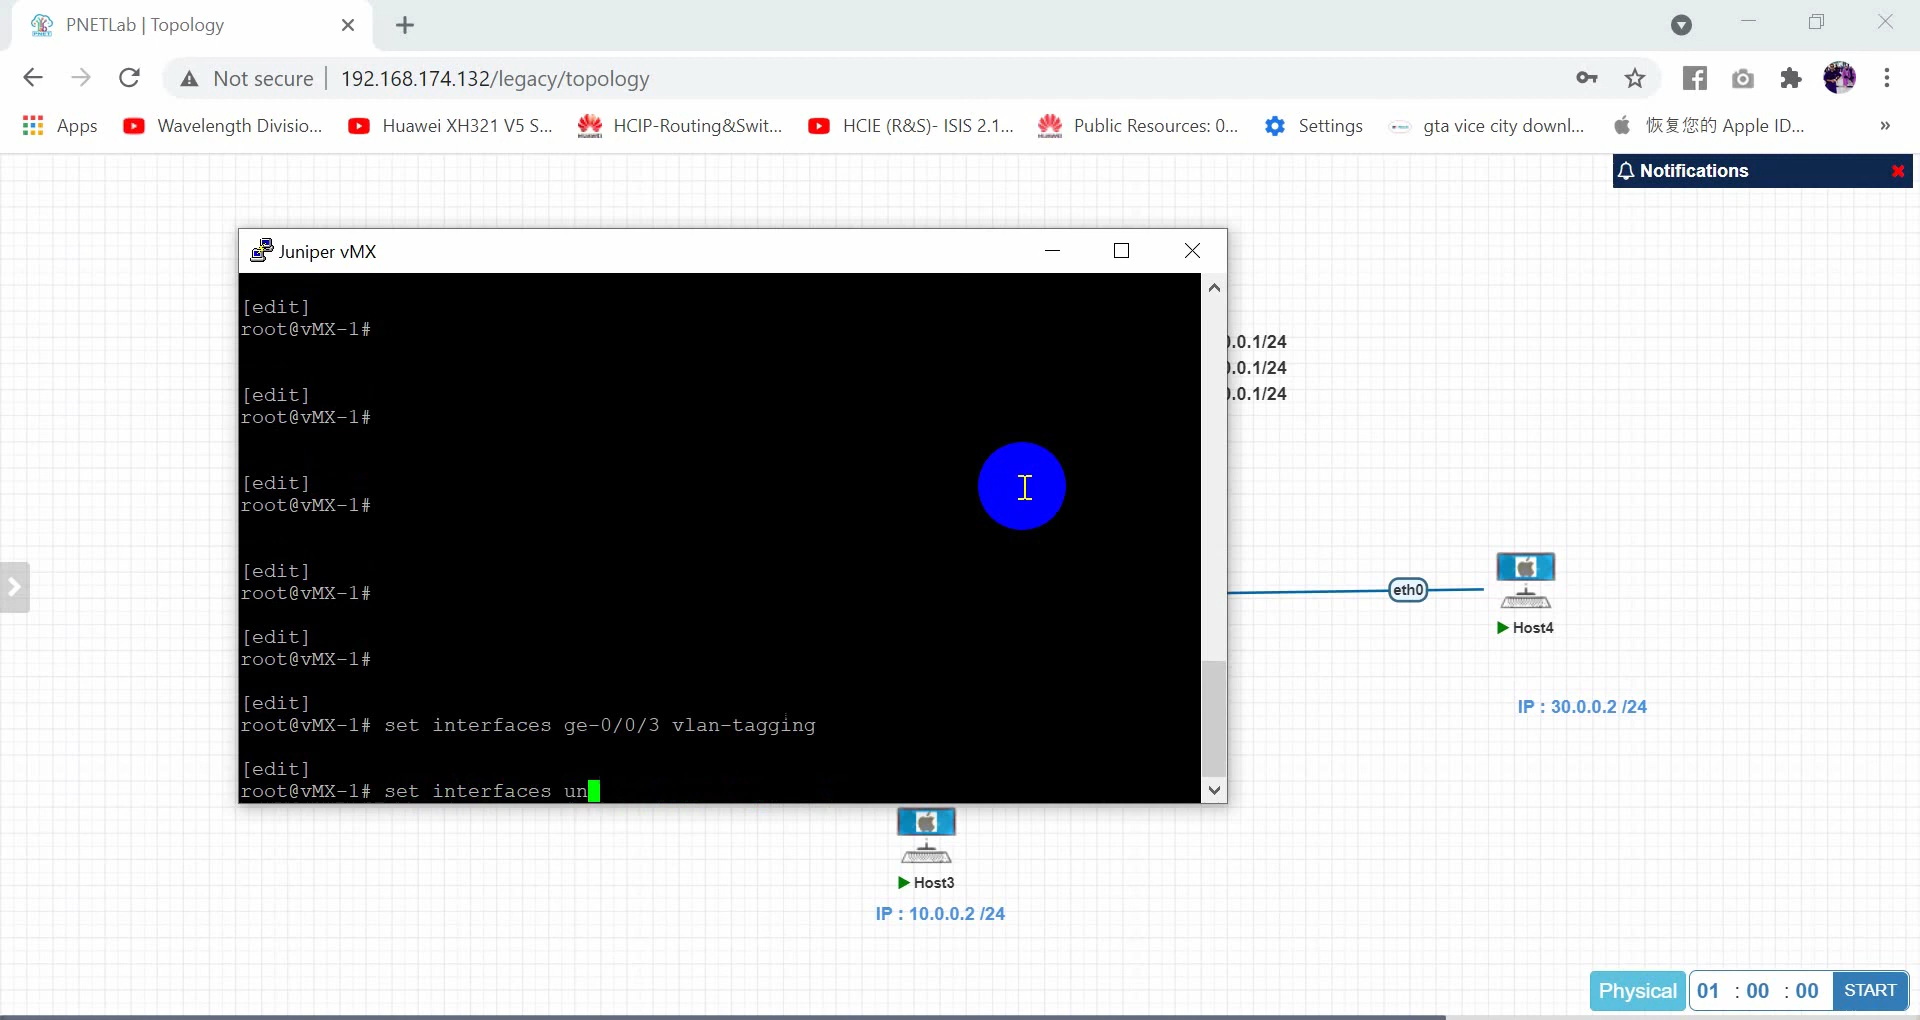 PNETLab | Topology
Not secure
192.168.174.132/legacy/topology
Apps
Wavelength Divisio...
Huawei XH321 V5 S...
HCIP-Routing&Swit...
HCIE (R&S)- ISIS 2.1...
Public Resources: 0...
Settings
gta vice city downl...
恢复您的 Apple ID...
Notifications
Juniper vMX
[edit]
root@vMX-1#
[edit]
root@vMX-1#
[edit]
root@vMX-1#
[edit]
root@vMX-1#
[edit]
root@vMX-1#
[edit]
root@vMX-1# set interfaces ge-0/0/3 vlan-tagging
[edit]
root@vMX-1# set interfaces un
.0.1/24
.0.1/24
.0.1/24
eth0
Host4
IP : 30.0.0.2 /24
Host3
IP : 10.0.0.2 /24
Physical
01 : 00 : 00
START